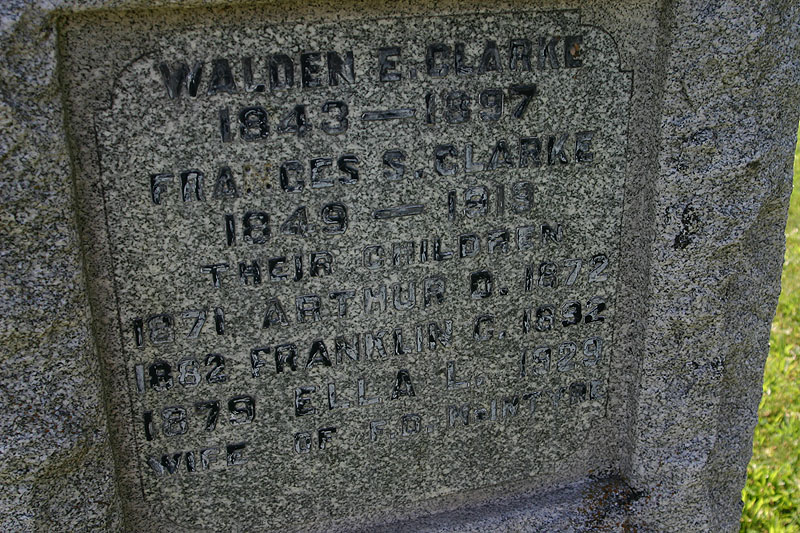 WALDEN E. CLARKE
1843 — 1897
FRANCES S. CLARKE
1849 — 1919
THEIR CHILDREN
1871 ARTHUR D. 1872
1882 FRANKLIN C. 1892
1879 ELLA L. 1929
WIFE OF F.D. McINTYRE